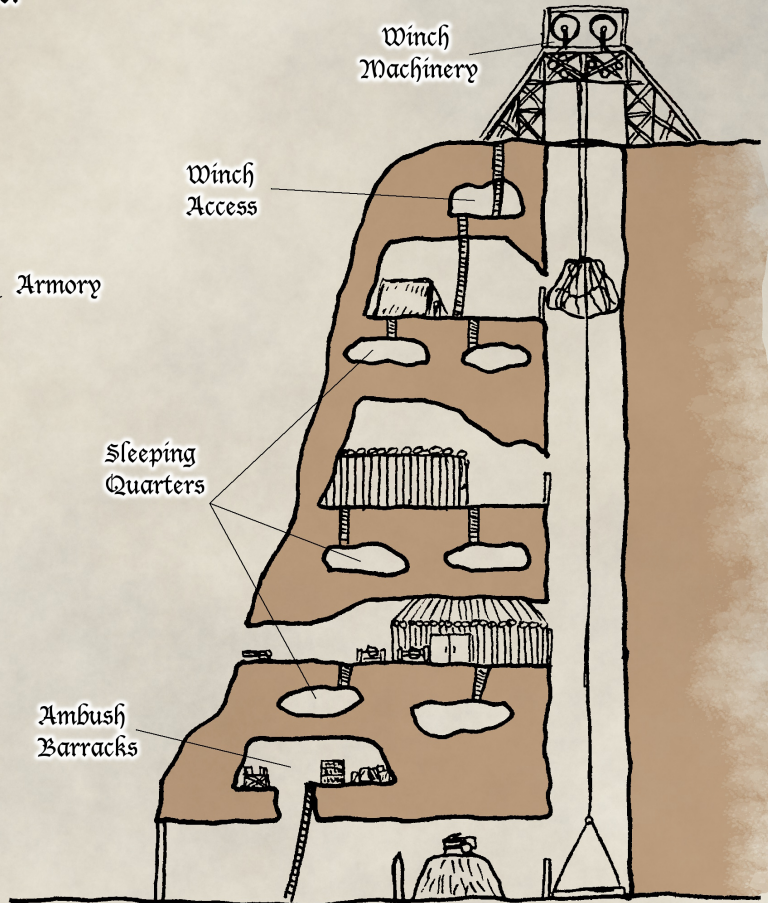 Winch
Machinery
Winch
Access
Armory
Sleeping
Quarters
Ambush
Barracks